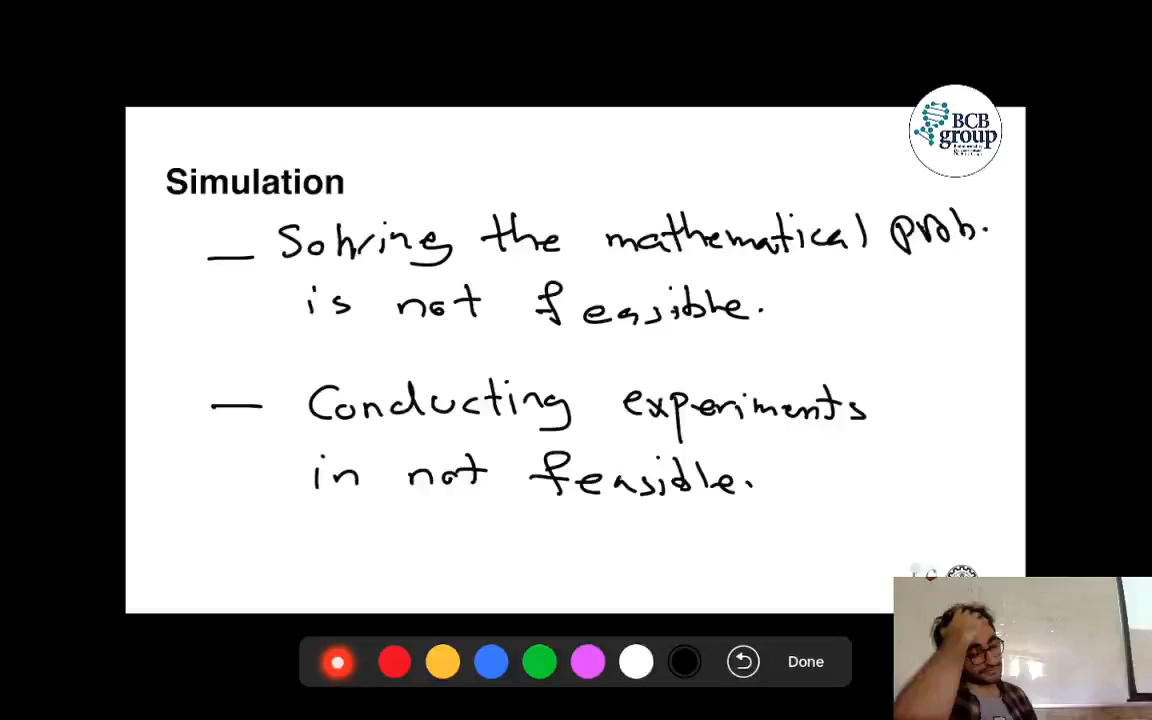 BCB
group
Simulation
— Solving the mathematical prob.
is not feasible.
— Conducting experiments
in not feasible.
Done